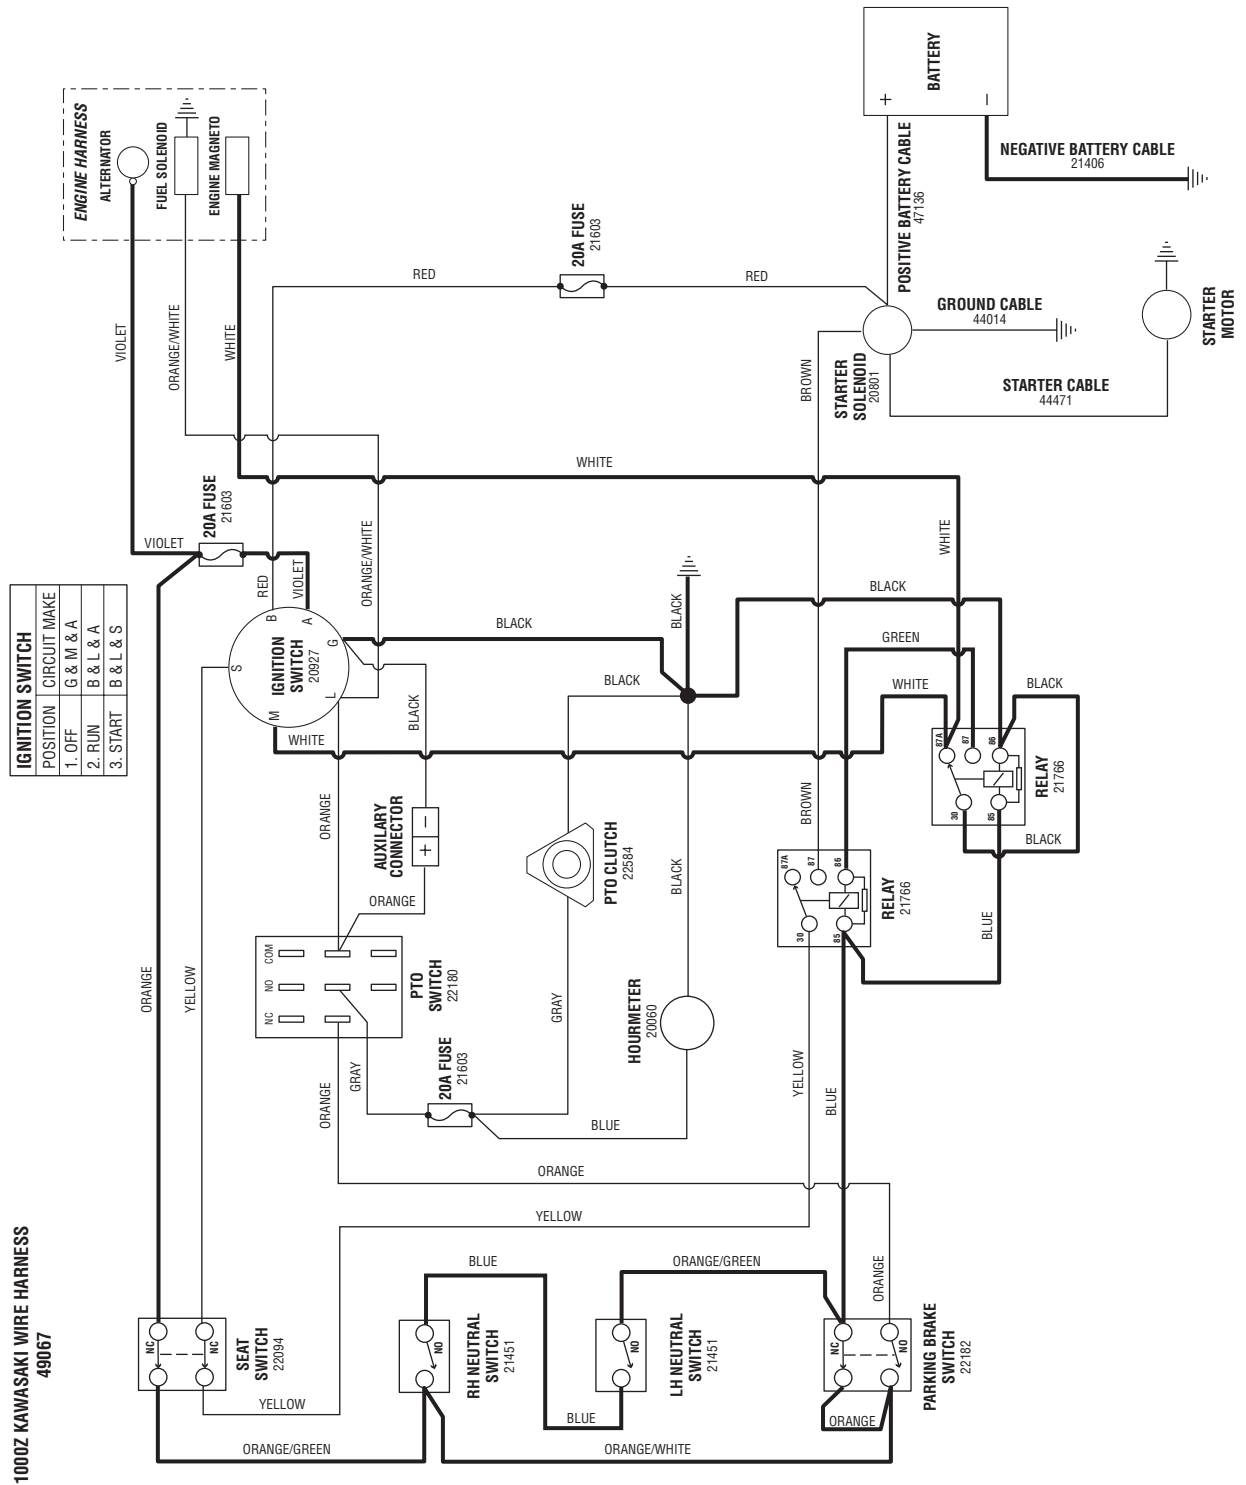 1000Z KAWASAKI WIRE HARNESS
49067
IGNITION SWITCH
POSITION CIRCUIT MAKE
1. OFF G & M & A
2. RUN B & L & A
3. START B & L & S
ENGINE HARNESS
ALTERNATOR
FUEL SOLENOID
ENGINE MAGNETO
VIOLET
ORANGE/WHITE
WHITE
BATTERY
+
−
NEGATIVE BATTERY CABLE
21406
POSITIVE BATTERY CABLE
47136
20A FUSE
21603
RED
RED
GROUND CABLE
44014
STARTER
MOTOR
STARTER
SOLENOID
20801
STARTER CABLE
44471
BROWN
WHITE
20A FUSE
21603
VIOLET
RED
VIOLET
ORANGE/WHITE
WHITE
IGNITION
SWITCH
20927
B
A
G
L
M
S
BLACK
BLACK
BLACK
GREEN
BLACK
WHITE
BLACK
BLACK
WHITE
87A
87
86
30
85
RELAY
21766
BLACK
BLUE
ORANGE
AUXILARY
CONNECTOR
+
−
ORANGE
BROWN
87A
87
86
30
85
RELAY
21766
PTO CLUTCH
22584
BLACK
COM
NO
NC
PTO
SWITCH
22180
ORANGE
YELLOW
GRAY
HOURMETER
20060
20A FUSE
21603
GRAY
ORANGE
BLUE
YELLOW
BLUE
ORANGE
YELLOW
BLUE
ORANGE/GREEN
ORANGE
NC
NC
SEAT
SWITCH
22094
NO
RH NEUTRAL
SWITCH
21451
NO
LH NEUTRAL
SWITCH
21451
NC
NO
PARKING BRAKE
SWITCH
22182
YELLOW
BLUE
ORANGE
ORANGE/GREEN
ORANGE/WHITE